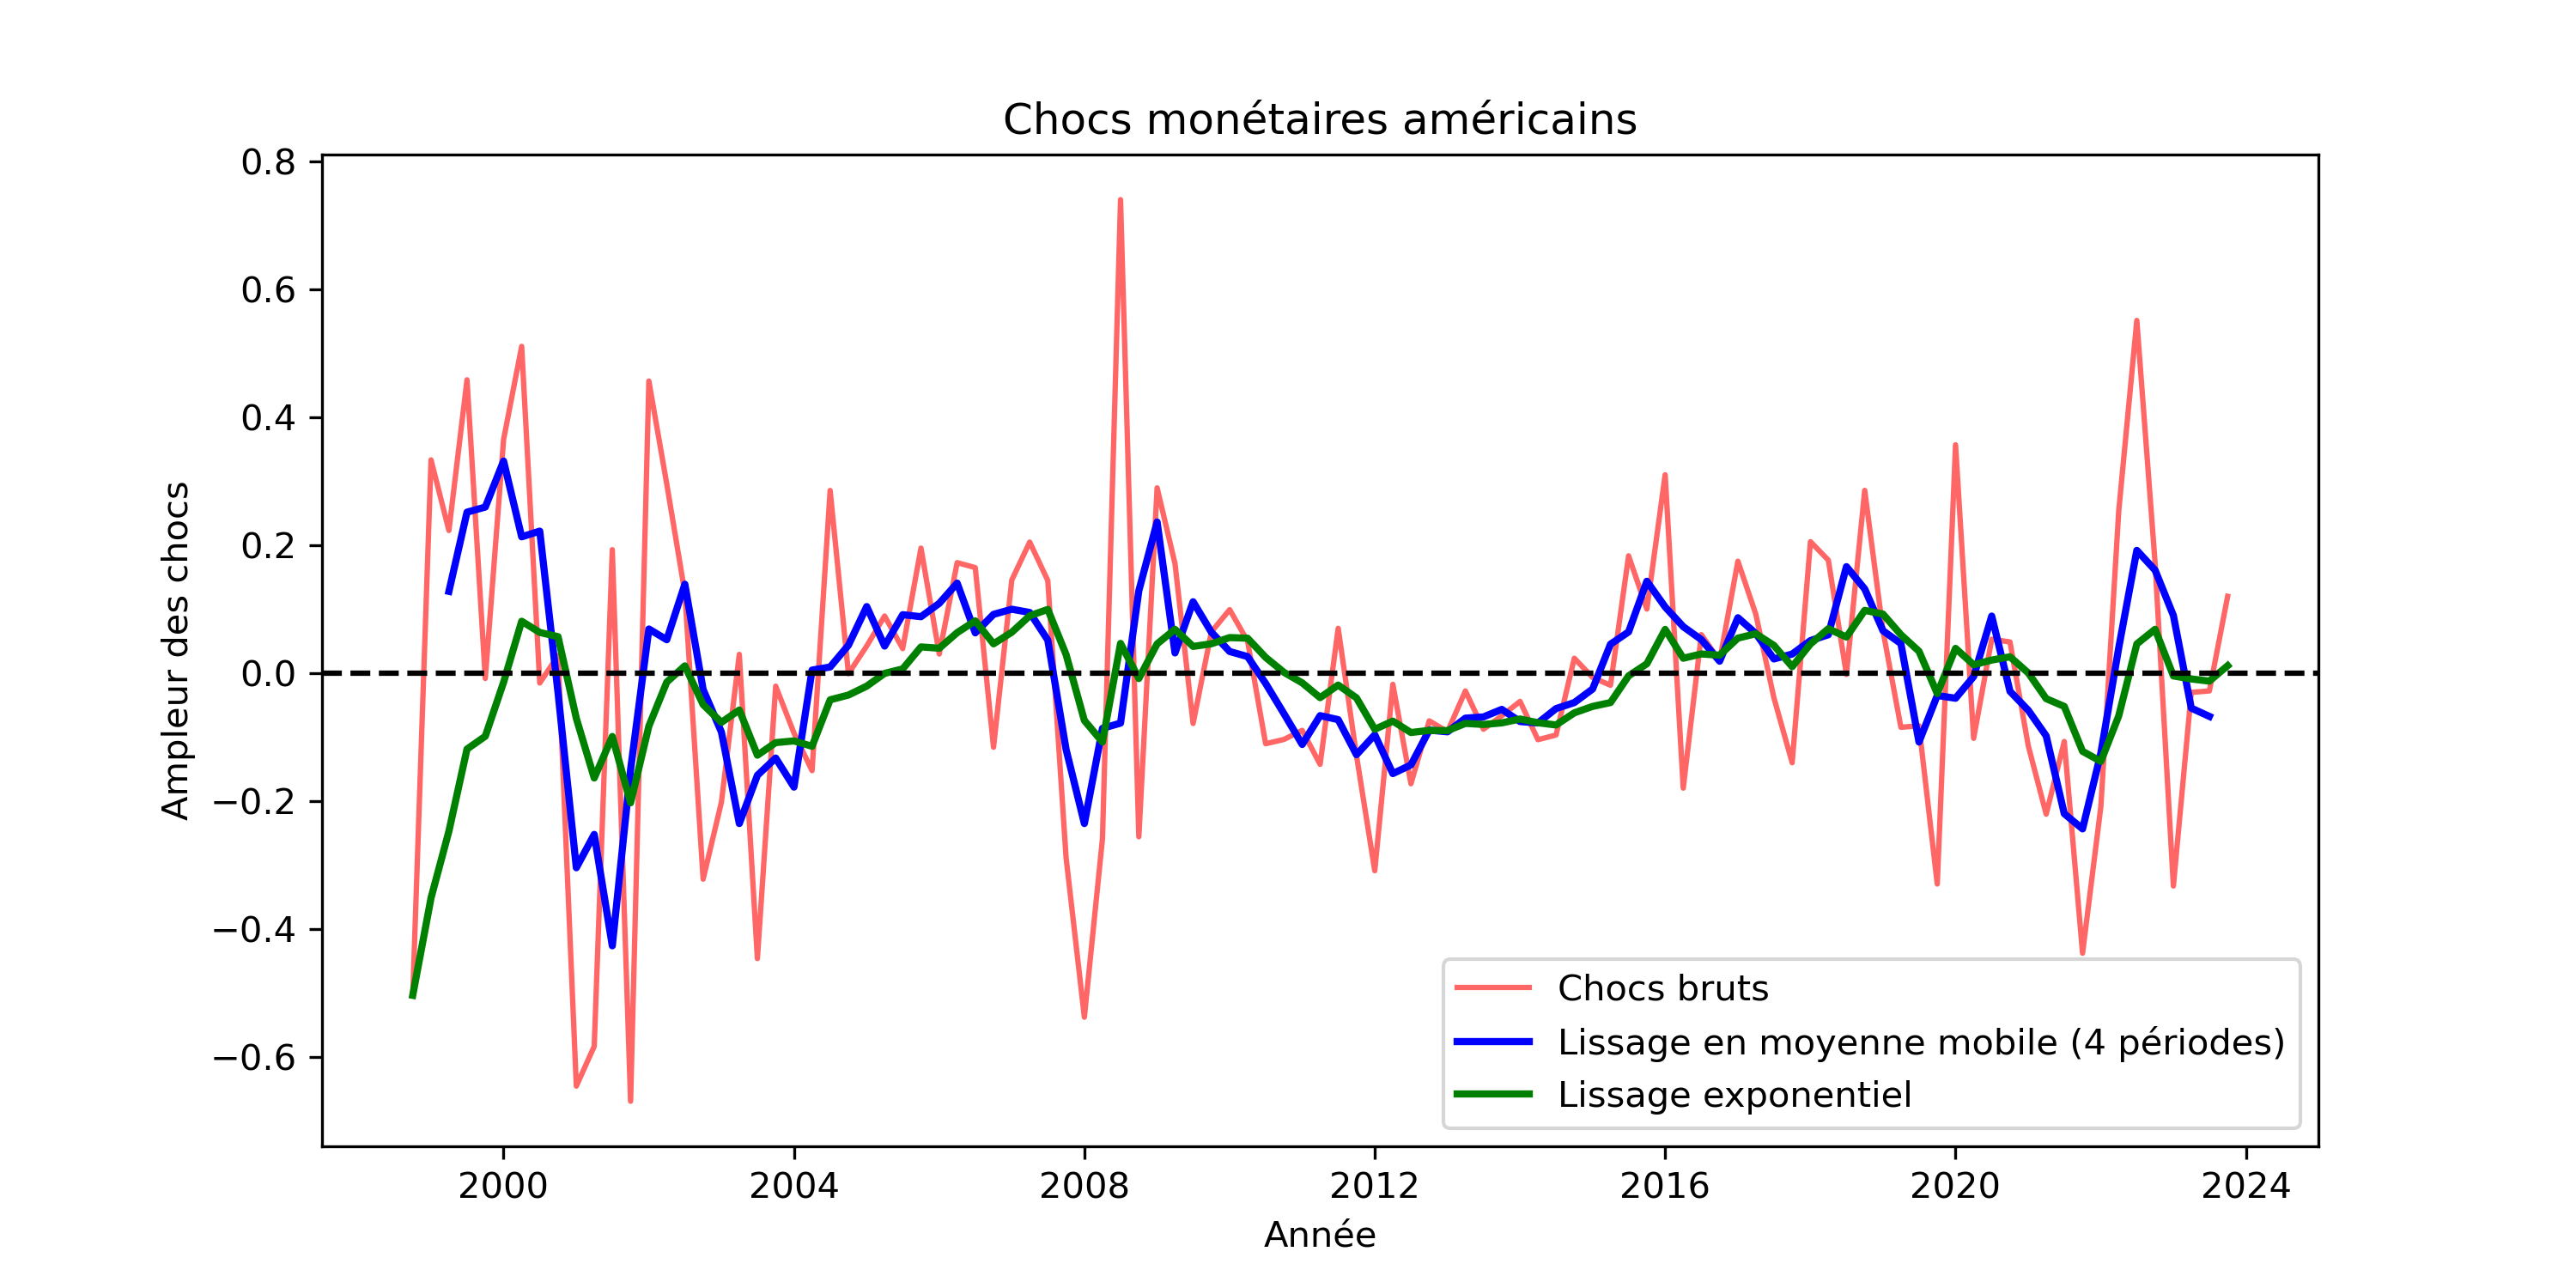 Chocs monétaires américains
0.8
0.6
0.4
0.2
0.0
−0.2
−0.4
−0.6
Ampleur des chocs
Chocs bruts
Lissage en moyenne mobile (4 périodes)
Lissage exponentiel
2000 2004 2008 2012 2016 2020 2024
Année